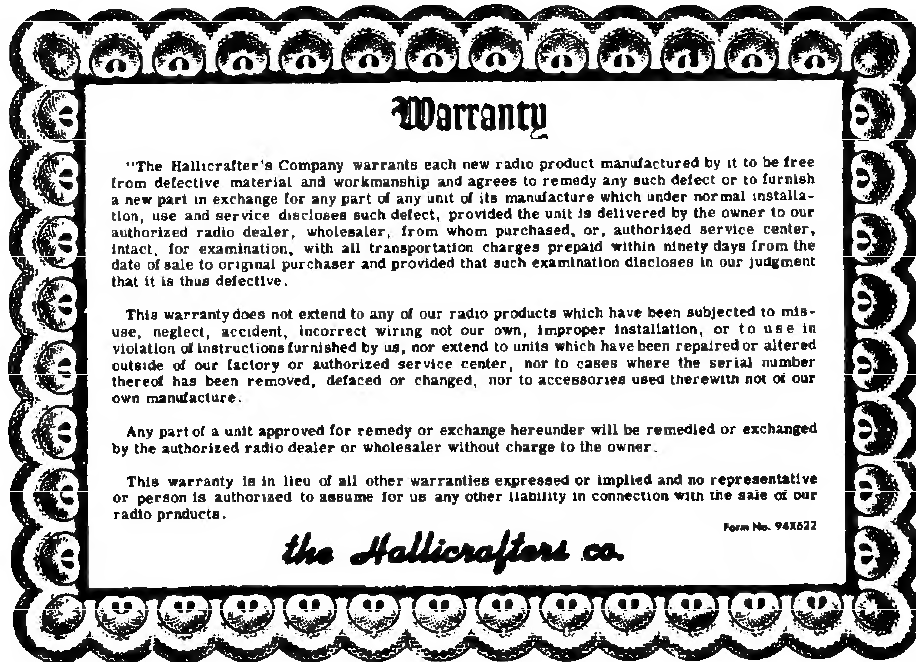 Warranty
"The Hallicrafter's Company warrants each new radio product manufactured by it to be free
from defective material and workmanship and agrees to remedy any such defect or to furnish
a new part in exchange for any part of any unit of its manufacture which under normal installa-
tion, use and service discloses such defect, provided the unit is delivered by the owner to our
authorized radio dealer, wholesaler, from whom purchased, or, authorized service center,
intact, for examination, with all transportation charges prepaid within ninety days from the
date of sale to original purchaser and provided that such examination discloses in our judgment
that it is thus defective.
This warranty does not extend to any of our radio products which have been subjected to mis-
use, neglect, accident, incorrect wiring not our own, improper installation, or to use in
violation of instructions furnished by us, nor extend to units which have been repaired or altered
outside of our factory or authorized service center, nor to cases where the serial number
thereof has been removed, defaced or changed, nor to accessories used therewith not of our
own manufacture.
Any part of a unit approved for remedy or exchange hereunder will be remedied or exchanged
by the authorized radio dealer or wholesaler without charge to the owner.
This warranty is in lieu of all other warranties expressed or implied and no representative
or person is authorized to assume for us any other liability in connection with the sale of our
radio products.
Form No. 94X622
the Hallicrafters co.